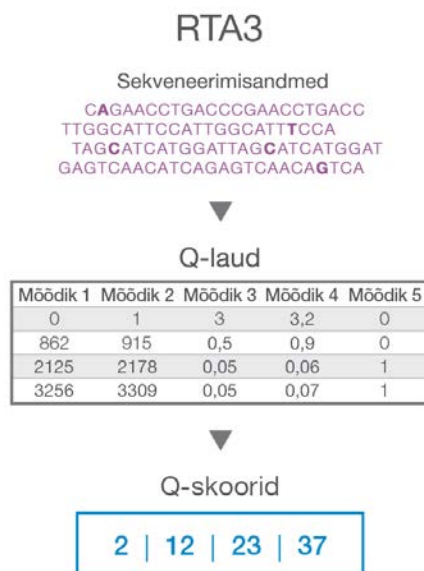 RTA3
Sekveneerimisandmed
CAGAACCTGACCCGAACCTGACC
TTGGCATTCCATTGGCATTTCCA
TAGCATCATGGATTAGCATCATGGAT
GAGTCAACATCAGAGTCAACAGTCA
Q-laud
Mõõdik 1 Mõõdik 2 Mõõdik 3 Mõõdik 4 Mõõdik 5
0 1 3 3,2 0
862 915 0,5 0,9 0
2125 2178 0,05 0,06 1
3256 3309 0,05 0,07 1
Q-skoorid
2 | 12 | 23 | 37